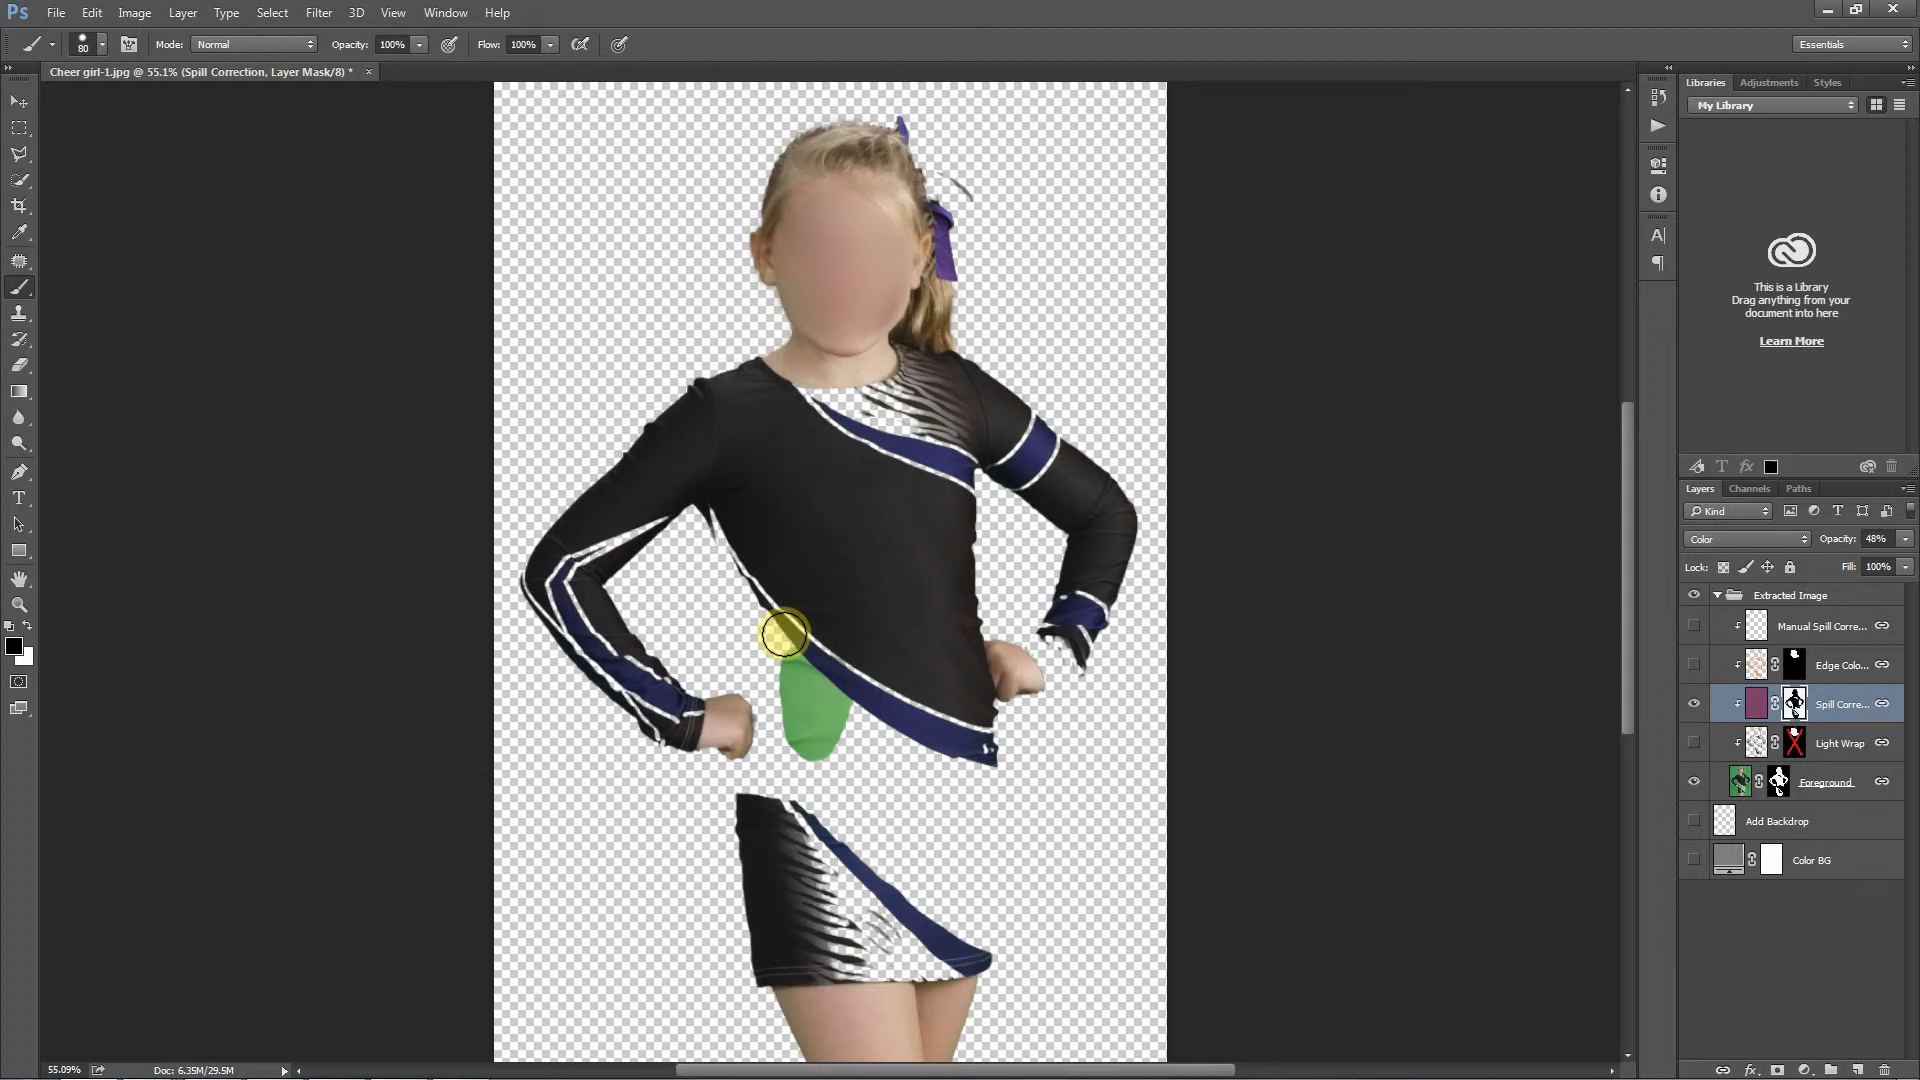 Ps File Edit Image Layer Type Select Filter 3D View Window Help
80 Mode: Normal Opacity: 100% Flow: 100% Essentials
Cheer girl-1.jpg @ 55.1% (Spill Correction, Layer Mask/8) * ×
Libraries Adjustments Styles
My Library
This is a Library
Drag anything from your
document into here
Learn More
Layers Channels Paths
Kind
Color Opacity: 48%
Lock: Fill: 100%
Extracted Image
Manual Spill Corre...
Edge Colo...
Spill Corre...
Light Wrap
Foreground
Add Backdrop
Color BG
55.09% Doc: 6.35M/29.5M